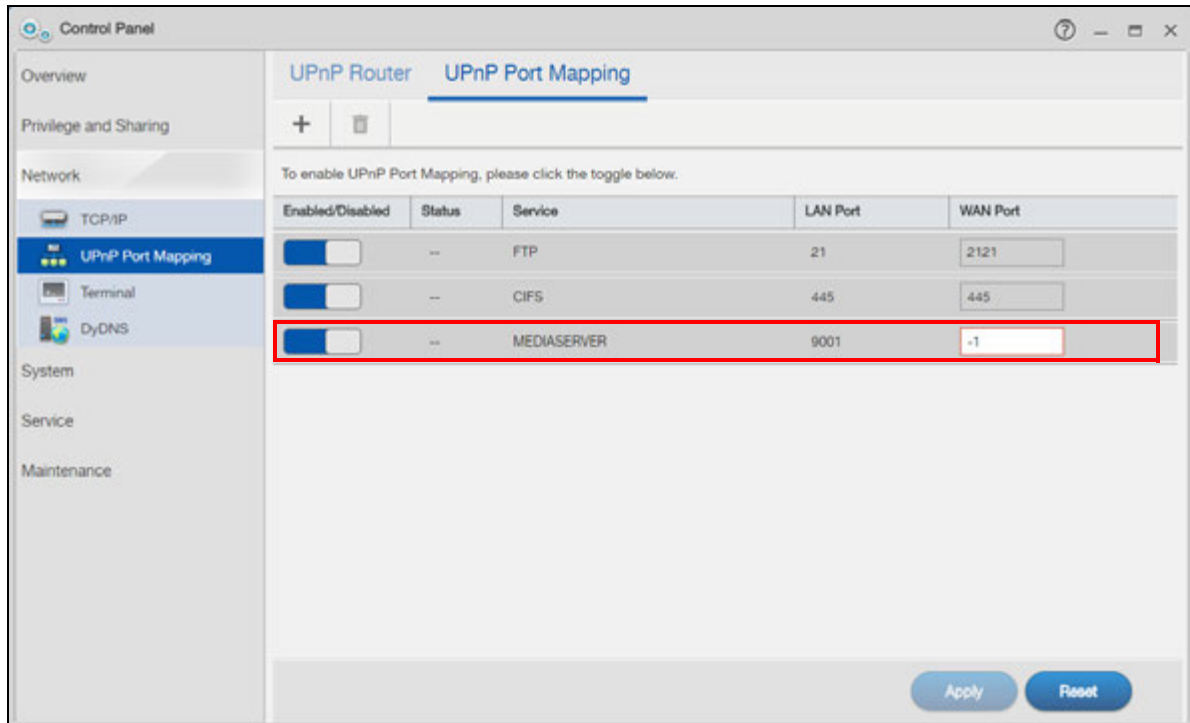 Control Panel
Overview
Privilege and Sharing
Network
TCP/IP
UPnP Port Mapping
Terminal
DyDNS
System
Service
Maintenance
UPnP Router UPnP Port Mapping
To enable UPnP Port Mapping, please click the toggle below.
Enabled/Disabled Status Service LAN Port WAN Port
-- FTP 21 2121
-- CIFS 445 445
-- MEDIASERVER 9001 -1
Apply Reset